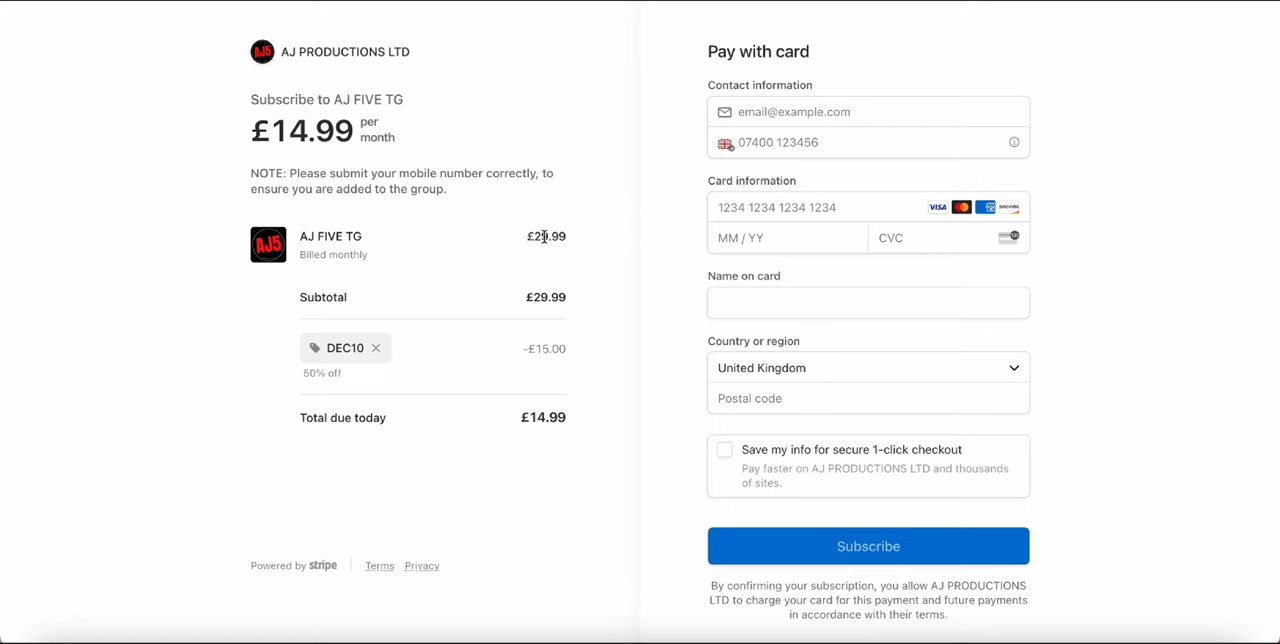 AJ5 AJ PRODUCTIONS LTD
Subscribe to AJ FIVE TG
£14.99 per
month
NOTE: Please submit your mobile number correctly, to
ensure you are added to the group.
AJ5
AJ FIVE TG £29.99
Billed monthly
Subtotal £29.99
DEC10 -£15.00
50% off
Total due today £14.99
Powered by stripe Terms Privacy
Pay with card
Contact information
email@example.com
07400 123456
Card information
1234 1234 1234 1234 VISA DISCOVER
MM / YY CVC
Name on card
Country or region
United Kingdom
Postal code
Save my info for secure 1-click checkout
Pay faster on AJ PRODUCTIONS LTD and thousands
of sites.
Subscribe
By confirming your subscription, you allow AJ PRODUCTIONS
LTD to charge your card for this payment and future payments
in accordance with their terms.